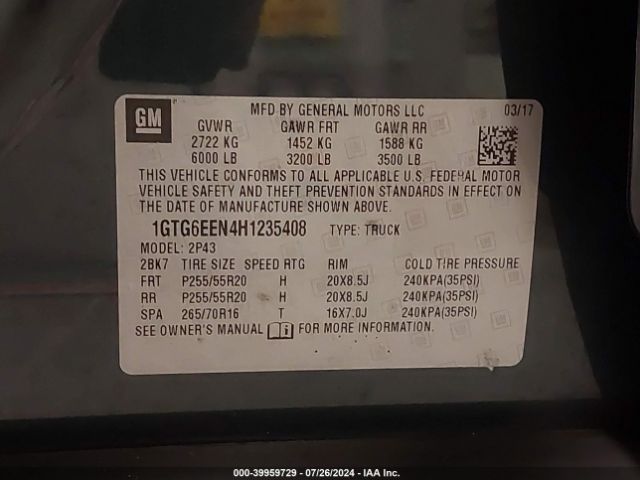 GM
MFD BY GENERAL MOTORS LLC 03/17
GVWR GAWR FRT GAWR RR
2722 KG 1452 KG 1588 KG
6000 LB 3200 LB 3500 LB
THIS VEHICLE CONFORMS TO ALL APPLICABLE U.S. FEDERAL MOTOR
VEHICLE SAFETY AND THEFT PREVENTION STANDARDS IN EFFECT ON
THE DATE OF MANUFACTURE SHOWN ABOVE.
1GTG6EEN4H1235408 TYPE: TRUCK
MODEL: 2P43
2BK7 TIRE SIZE SPEED RTG RIM COLD TIRE PRESSURE
FRT P255/55R20 H 20X8.5J 240KPA(35PSI)
RR P255/55R20 H 20X8.5J 240KPA(35PSI)
SPA 265/70R16 T 16X7.0J 240KPA(35PSI)
SEE OWNER'S MANUAL FOR MORE INFORMATION.
000-39959729 - 07/26/2024 - IAA Inc.